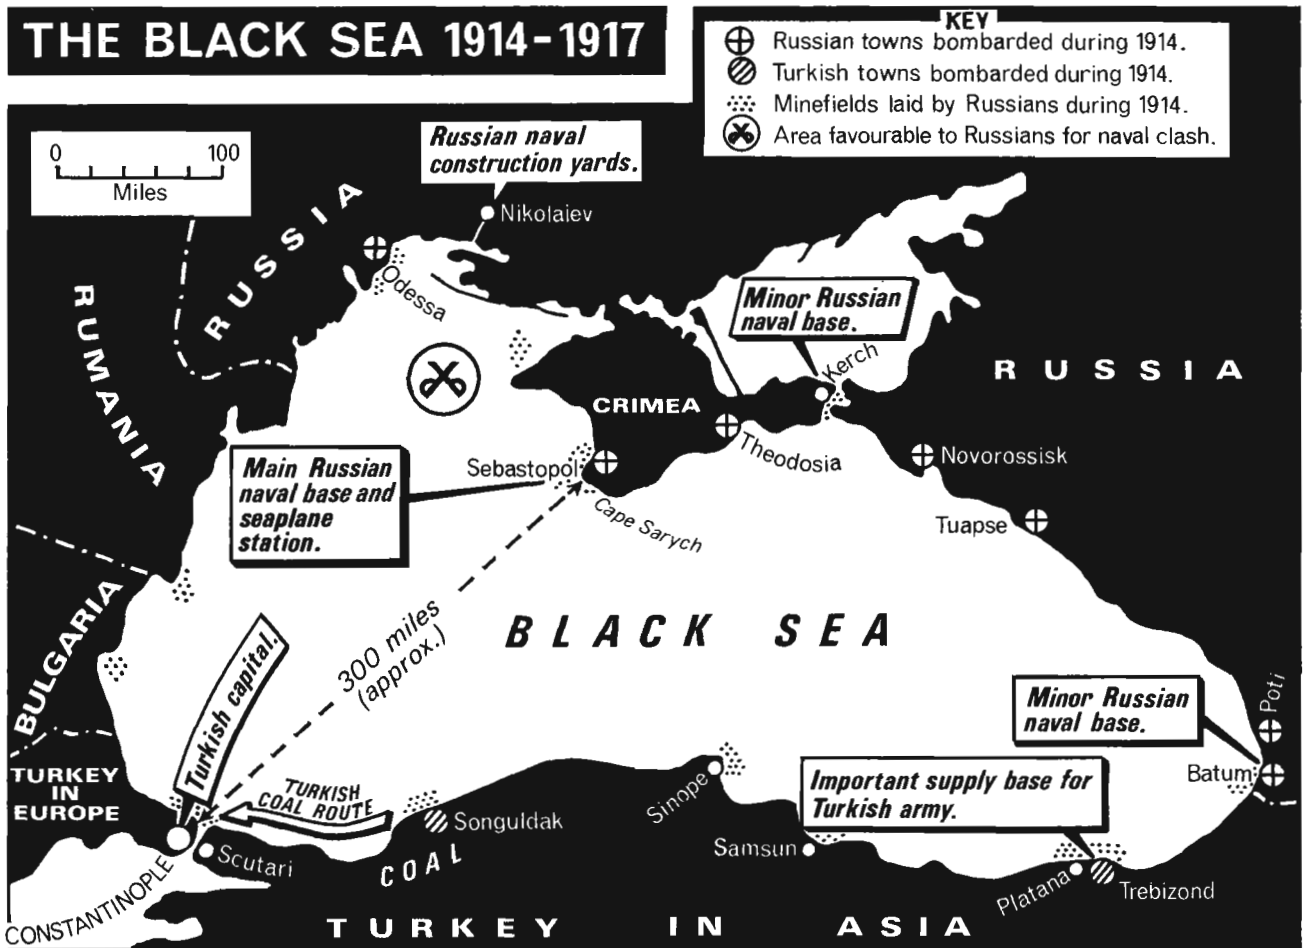 THE BLACK SEA 1914-1917
KEY
Russian towns bombarded during 1914.
Turkish towns bombarded during 1914.
Minefields laid by Russians during 1914.
Area favourable to Russians for naval clash.
0 100
Miles
Russian naval
construction yards.
Nikolaiev
RUSSIA
Odessa
RUMANIA
Minor Russian
naval base.
Kerch
RUSSIA
CRIMEA
Theodosia
Novorossisk
Tuapse
Sebastopol
Main Russian
naval base and
seaplane
station.
Cape Sarych
300 miles
(approx.)
BLACK SEA
BULGARIA
Turkish capital.
Minor Russian
naval base.
Poti
Batum
TURKEY
IN
EUROPE
TURKISH
COAL ROUTE
Songuldak
COAL
Sinope
Important supply base for
Turkish army.
Samsun
Platana
Trebizond
Scutari
CONSTANTINOPLE
TURKEY IN ASIA